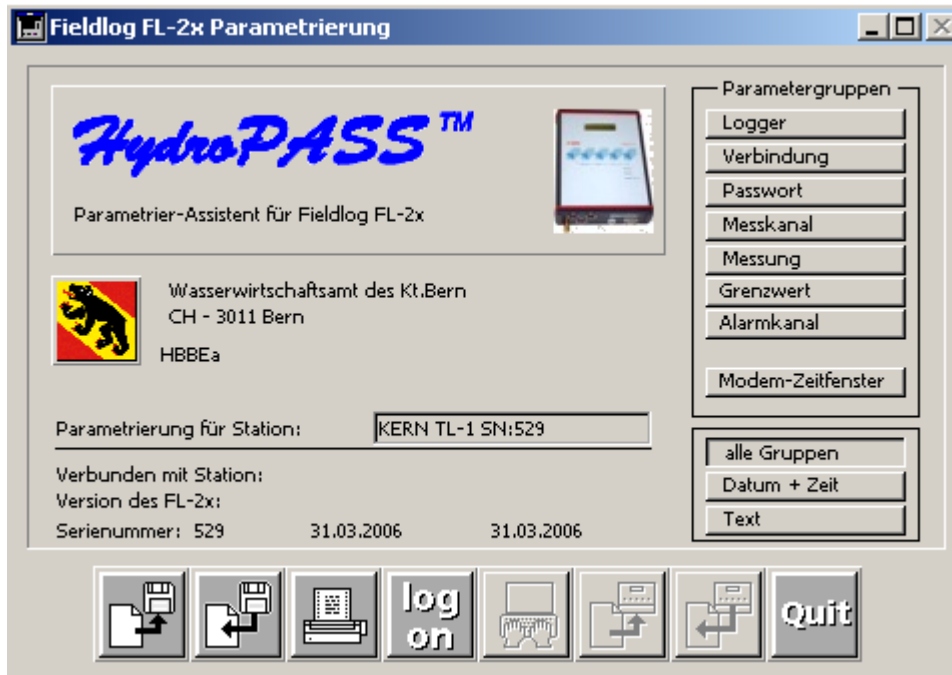 Fieldlog FL-2x Parametrierung
HydroPASS TM
Parametrier-Assistent für Fieldlog FL-2x
Wasserwirtschaftsamt des Kt.Bern
CH - 3011 Bern
HBBEa
Parametrierung für Station: KERN TL-1 SN:529
Verbunden mit Station:
Version des FL-2x:
Serienummer: 529 31.03.2006 31.03.2006
Parametergruppen
Logger
Verbindung
Passwort
Messkanal
Messung
Grenzwert
Alarmkanal
Modem-Zeitfenster
alle Gruppen
Datum + Zeit
Text
log
on
Quit